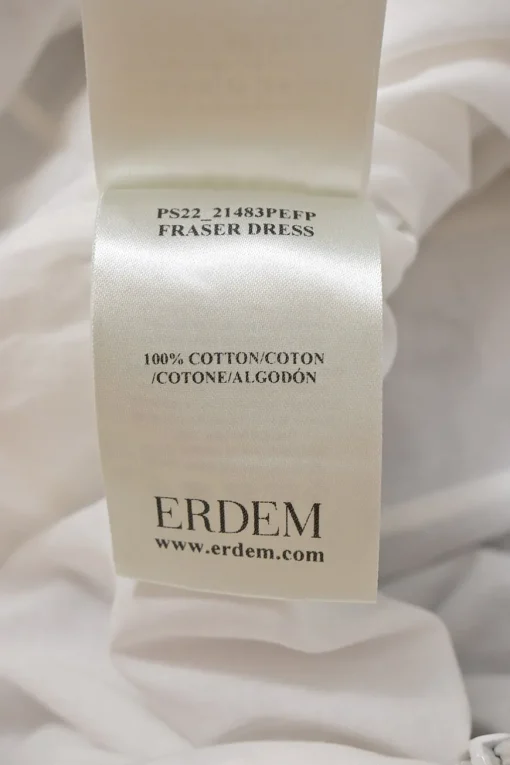 PS22_21483PEFP
FRASER DRESS
100% COTTON/COTON
/COTONE/ALGODÓN
ERDEM
www.erdem.com